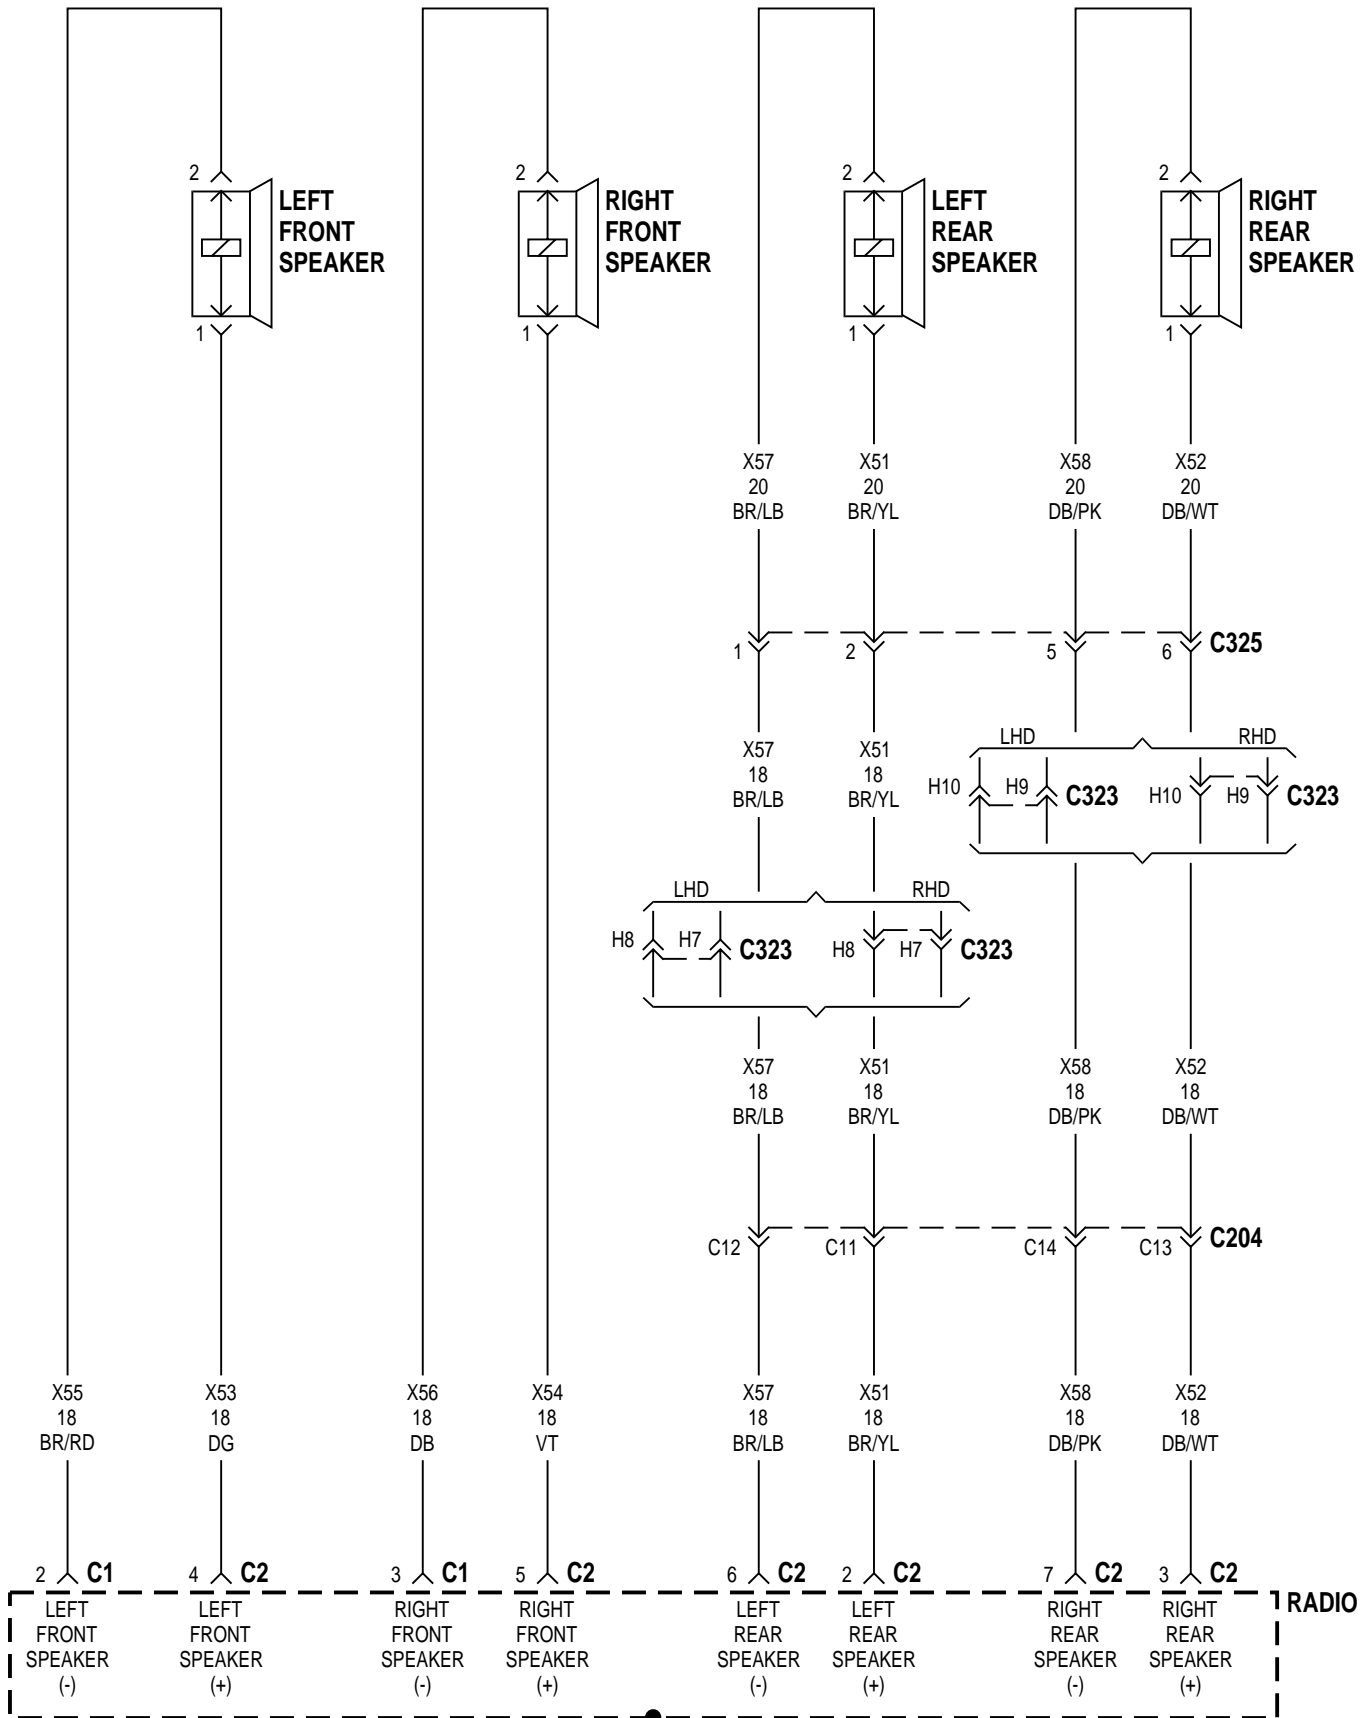 2
2
2
2
LEFT
FRONT
SPEAKER
RIGHT
FRONT
SPEAKER
LEFT
REAR
SPEAKER
RIGHT
REAR
SPEAKER
1
1
1
1
X57
20
BR/LB
X51
20
BR/YL
X58
20
DB/PK
X52
20
DB/WT
1
2
5
6
C325
X57
18
BR/LB
X51
18
BR/YL
LHD
RHD
H10
H9
C323
H10
H9
C323
LHD
RHD
H8
H7
C323
H8
H7
C323
X57
18
BR/LB
X51
18
BR/YL
X58
18
DB/PK
X52
18
DB/WT
C12
C11
C14
C13
C204
X55
18
BR/RD
X53
18
DG
X56
18
DB
X54
18
VT
X57
18
BR/LB
X51
18
BR/YL
X58
18
DB/PK
X52
18
DB/WT
2 C1
4 C2
3 C1
5 C2
6 C2
2 C2
7 C2
3 C2
LEFT
FRONT
SPEAKER
(-)
LEFT
FRONT
SPEAKER
(+)
RIGHT
FRONT
SPEAKER
(-)
RIGHT
FRONT
SPEAKER
(+)
LEFT
REAR
SPEAKER
(-)
LEFT
REAR
SPEAKER
(+)
RIGHT
REAR
SPEAKER
(-)
RIGHT
REAR
SPEAKER
(+)
RADIO